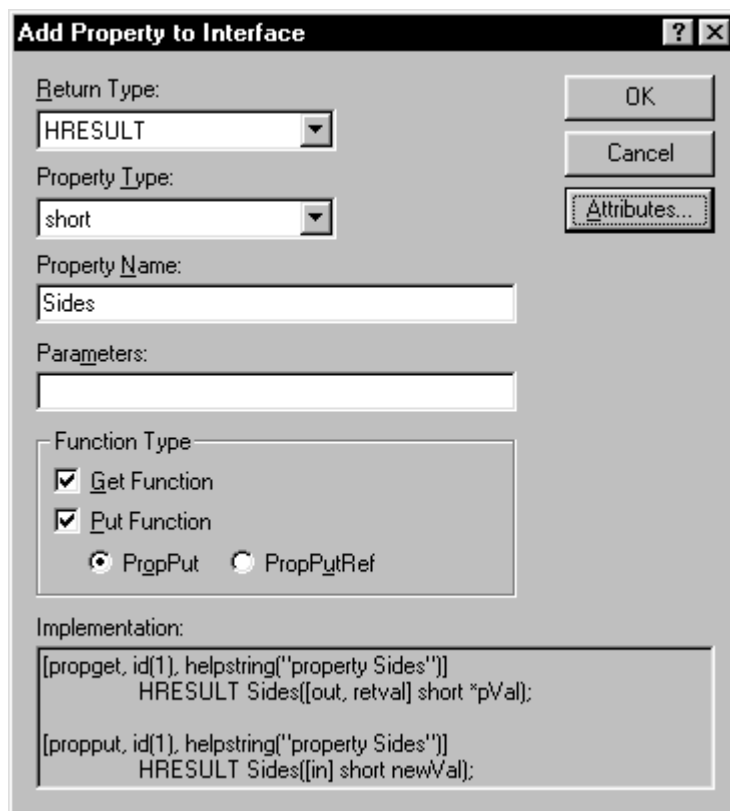 Add Property to Interface
Return Type:
OK
HRESULT
Cancel
Property Type:
short
Attributes...
Property Name:
Sides
Parameters:
Function Type
Get Function
Put Function
PropPut PropPutRef
Implementation:
[propget, id(1), helpstring("property Sides")]
HRESULT Sides([out, retval] short *pVal);
[propput, id(1), helpstring("property Sides")]
HRESULT Sides([in] short newVal);